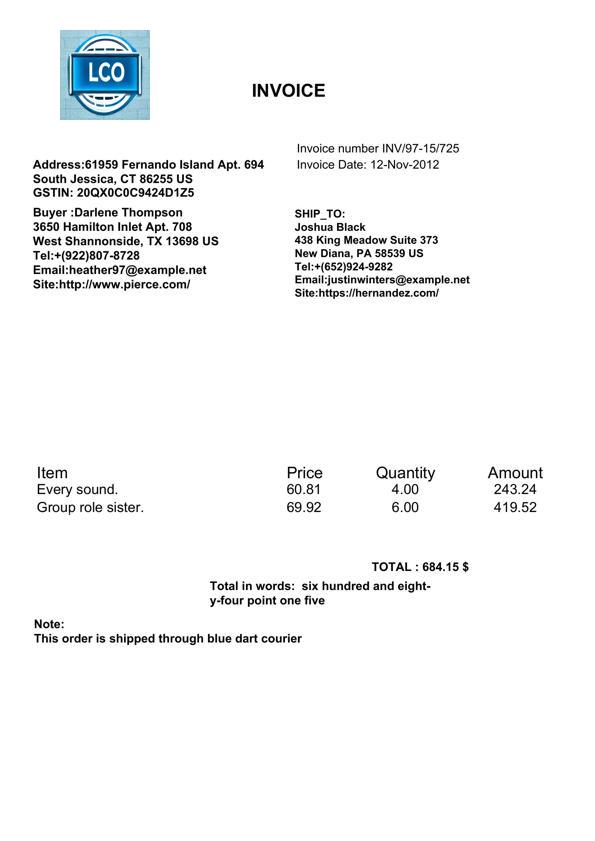 LCO
INVOICE
Invoice number INV/97-15/725
Invoice Date: 12-Nov-2012
Address:61959 Fernando Island Apt. 694
South Jessica, CT 86255 US
GSTIN: 20QX0C0C9424D1Z5
Buyer :Darlene Thompson
3650 Hamilton Inlet Apt. 708
West Shannonside, TX 13698 US
Tel:+(922)807-8728
Email:heather97@example.net
Site:http://www.pierce.com/
SHIP_TO:
Joshua Black
438 King Meadow Suite 373
New Diana, PA 58539 US
Tel:+(652)924-9282
Email:justinwinters@example.net
Site:https://hernandez.com/
Item Price Quantity Amount
Every sound. 60.81 4.00 243.24
Group role sister. 69.92 6.00 419.52
TOTAL : 684.15 $
Total in words: six hundred and eight-
y-four point one five
Note:
This order is shipped through blue dart courier